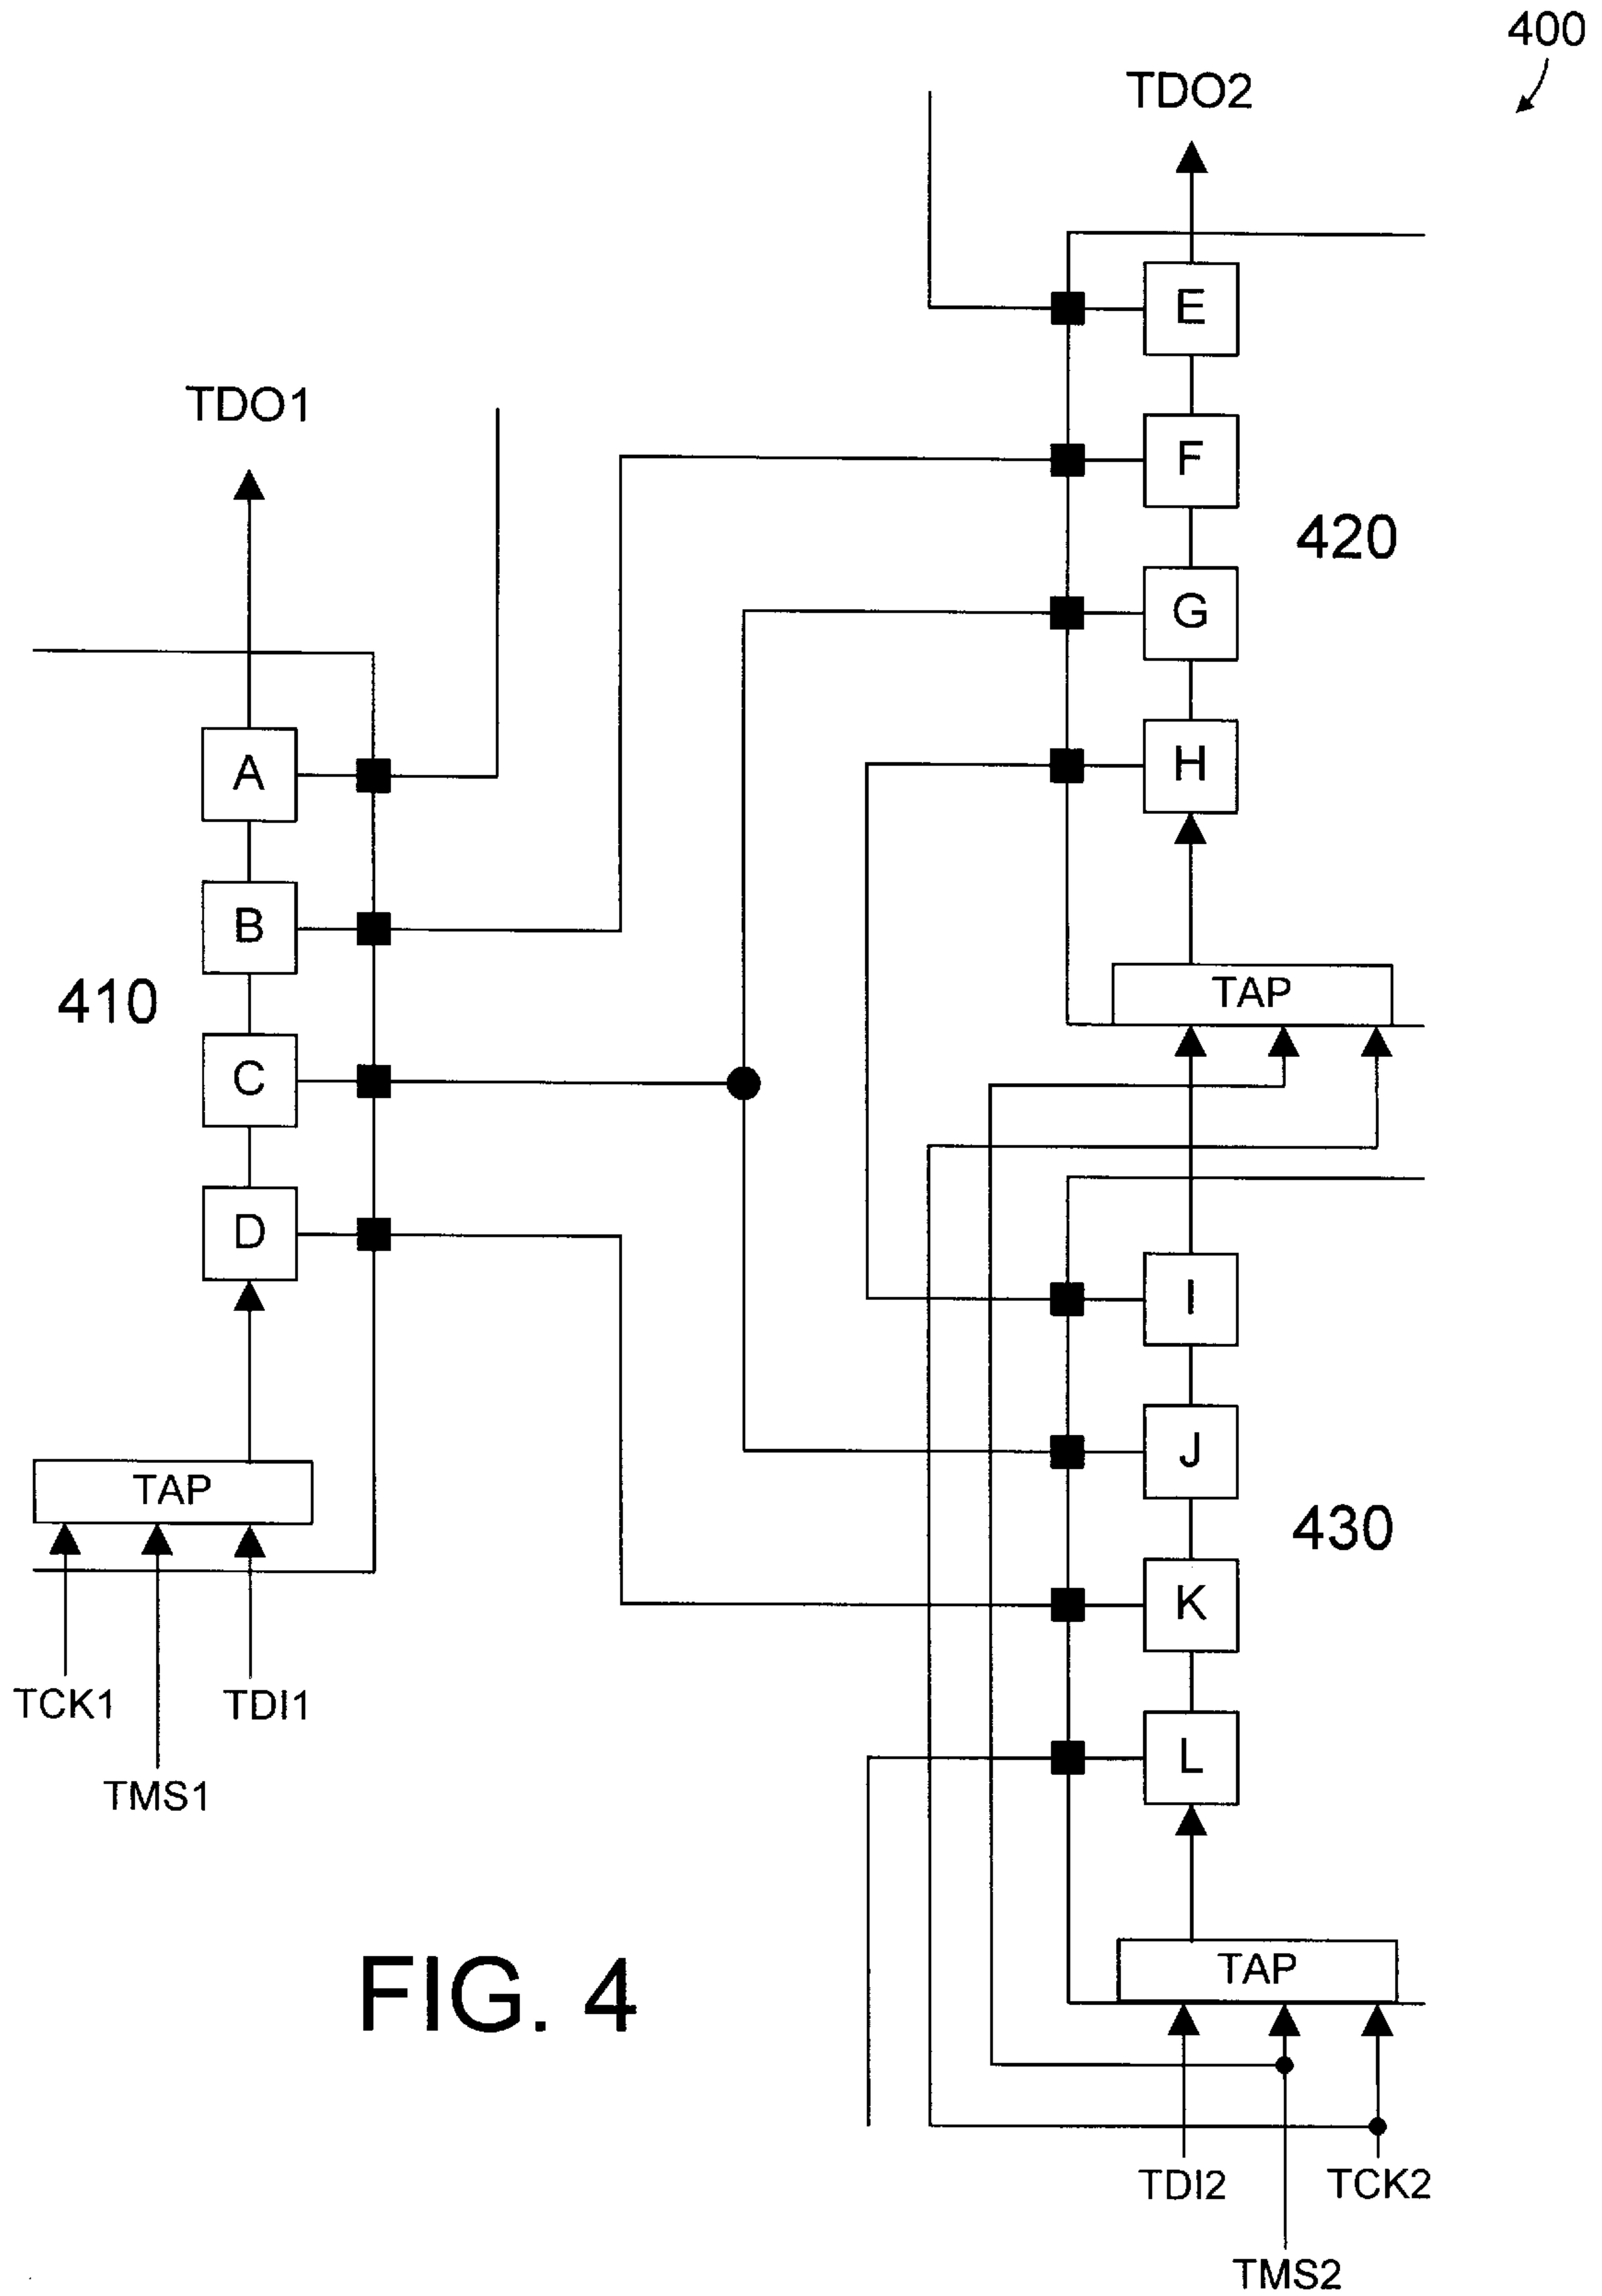 400
TDO2
E
TDO1
F
420
G
A
H
B
410
TAP
C
D
I
J
TAP
430
K
TCK1
TDI1
L
TMS1
TAP
FIG. 4
TDI2
TCK2
TMS2